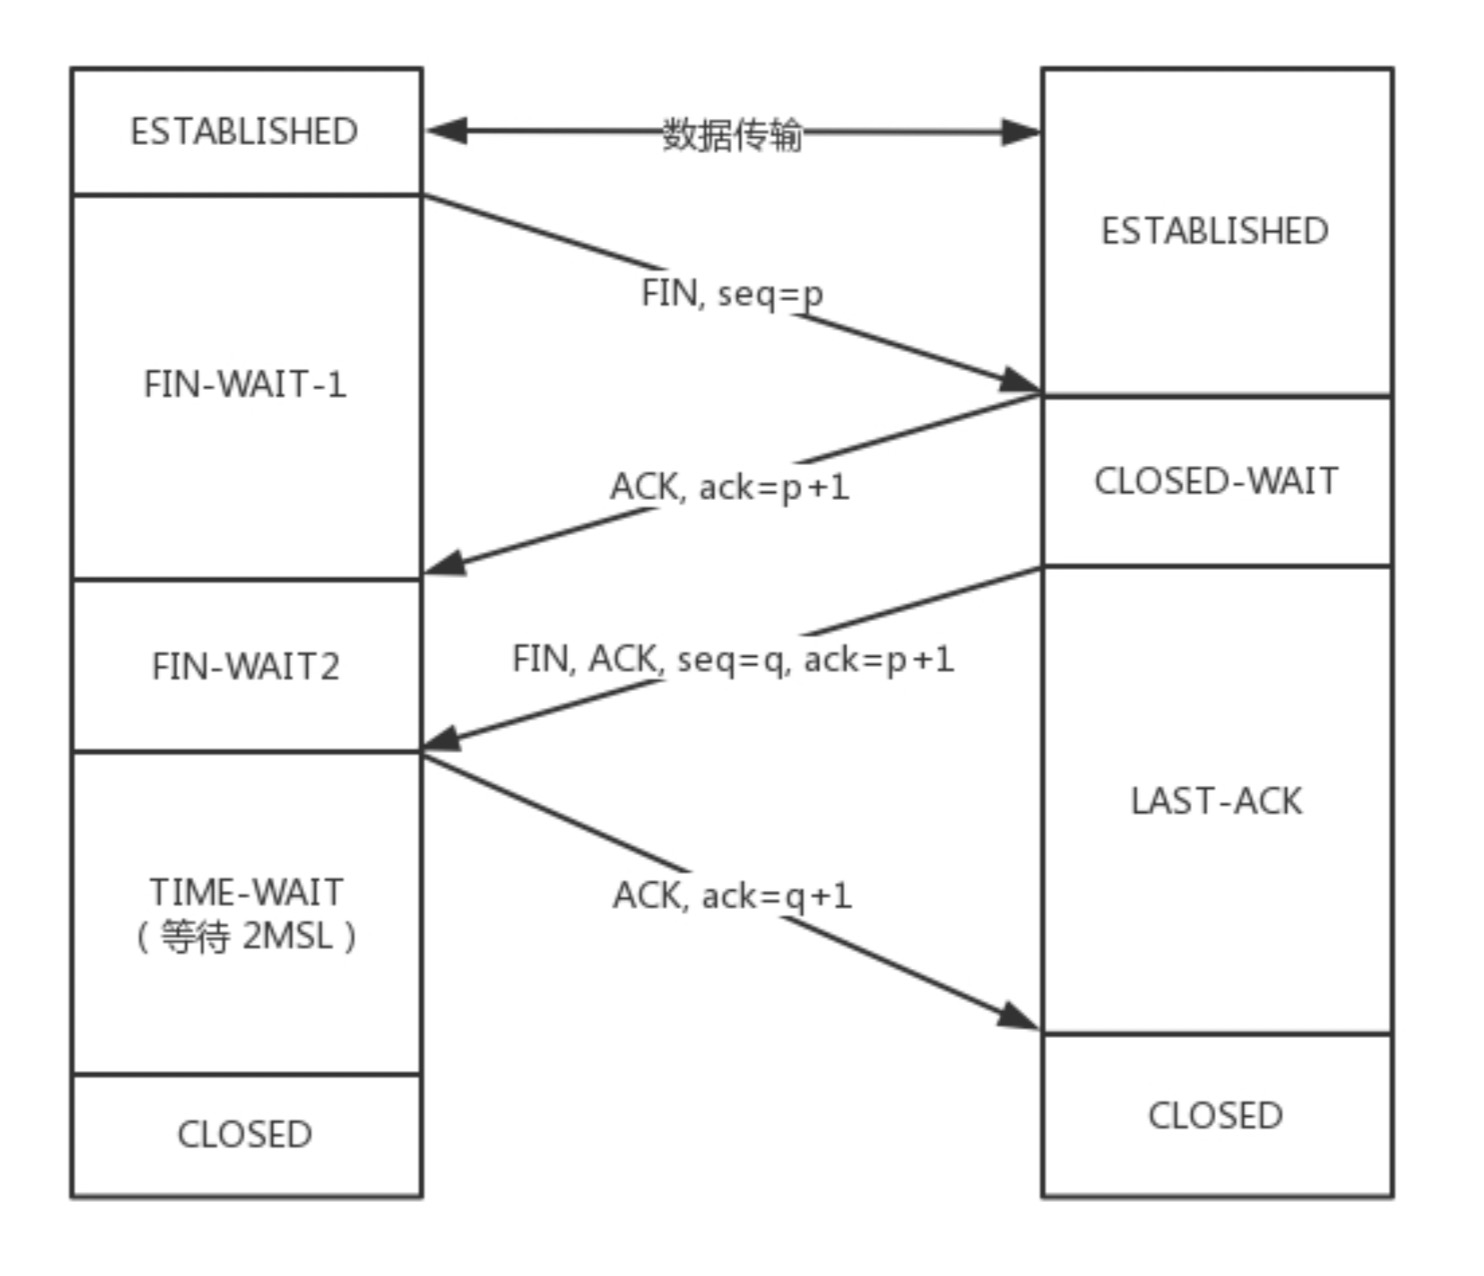 ESTABLISHED
数据传输
ESTABLISHED
FIN, seq=p
FIN-WAIT-1
ACK, ack=p+1
CLOSED-WAIT
FIN-WAIT2
FIN, ACK, seq=q, ack=p+1
LAST-ACK
TIME-WAIT
（等待 2MSL）
ACK, ack=q+1
CLOSED
CLOSED